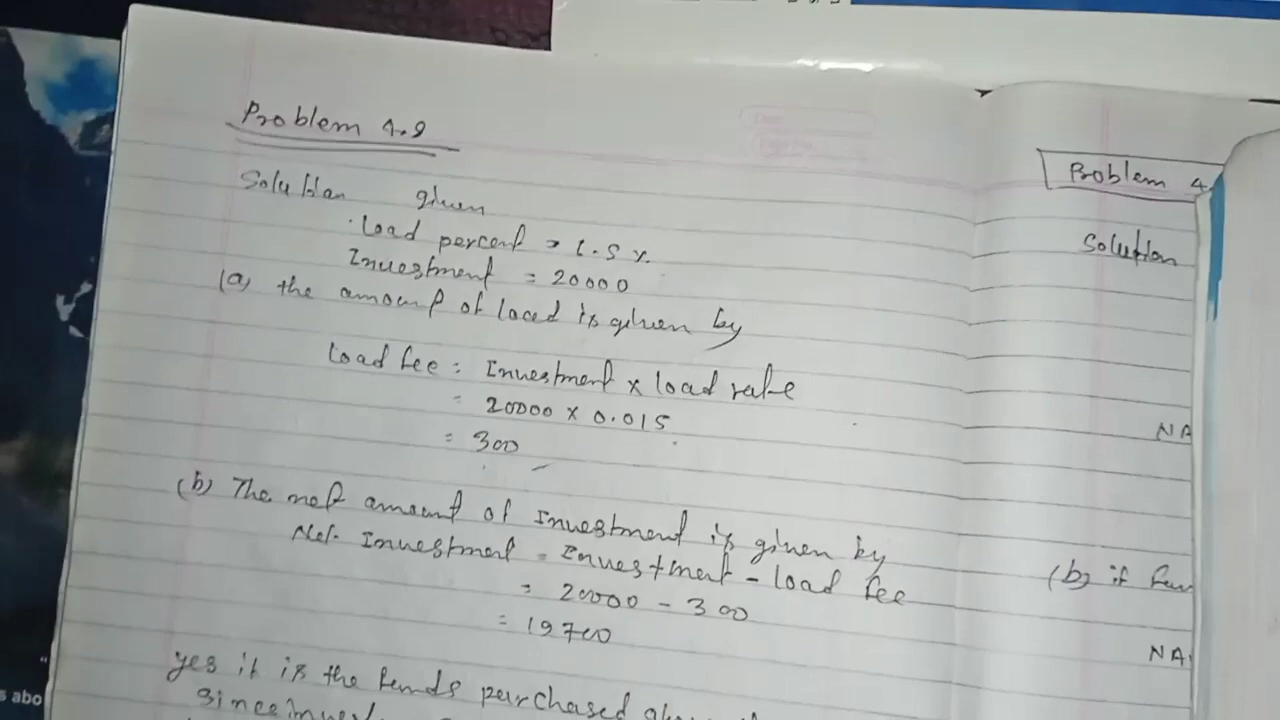 Problem 4.9
Solution given
Load percent = 1.5 %.
Investment = 20000
(a) the amount of load is given by
Load fee = Investment x load rate
= 20000 x 0.015
= 300
(b) The net amount of Investment is given by
Net Investment = Investment - load fee
= 20000 - 300
= 19700
yes it is the funds purchased
Problem 4
Solution
NA
(b) if
NA
s abo